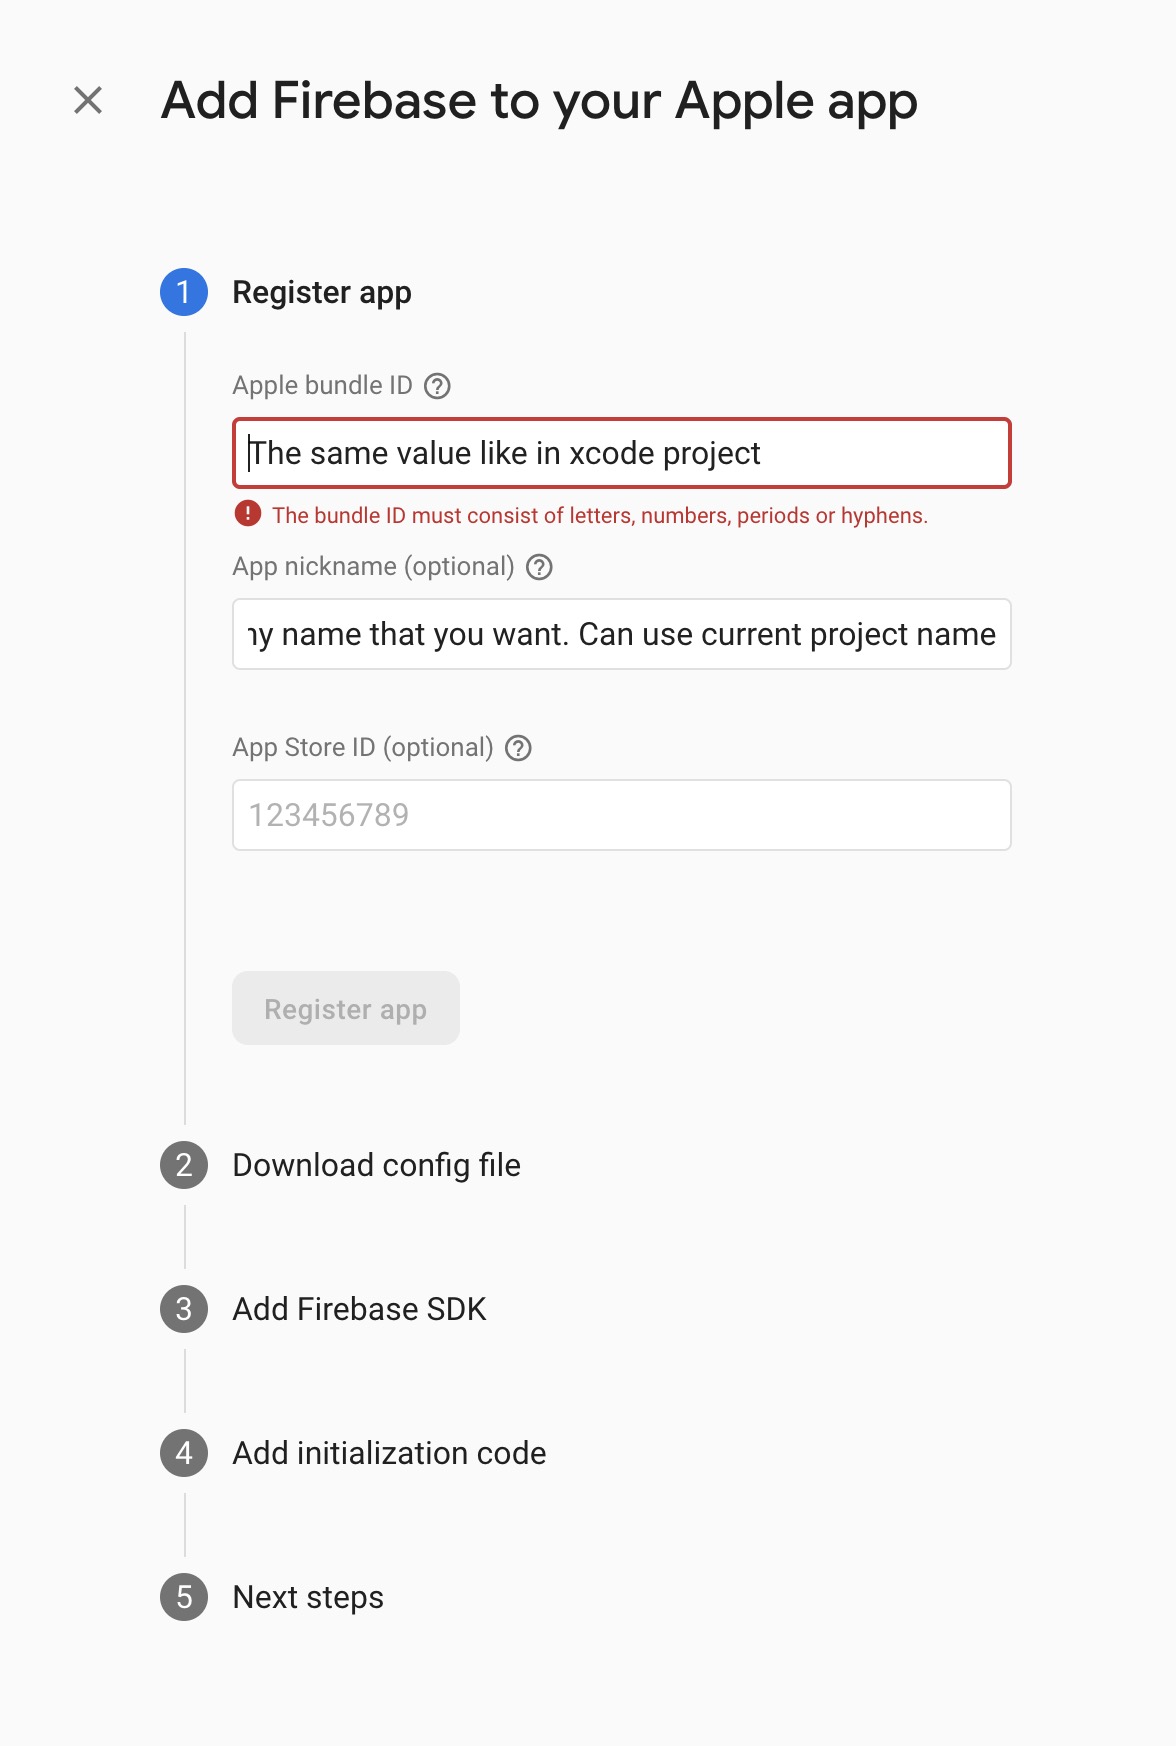 Add Firebase to your Apple app
1 Register app
Apple bundle ID ?
The same value like in xcode project
! The bundle ID must consist of letters, numbers, periods or hyphens.
App nickname (optional) ?
ny name that you want. Can use current project name
App Store ID (optional) ?
123456789
Register app
2 Download config file
3 Add Firebase SDK
4 Add initialization code
5 Next steps